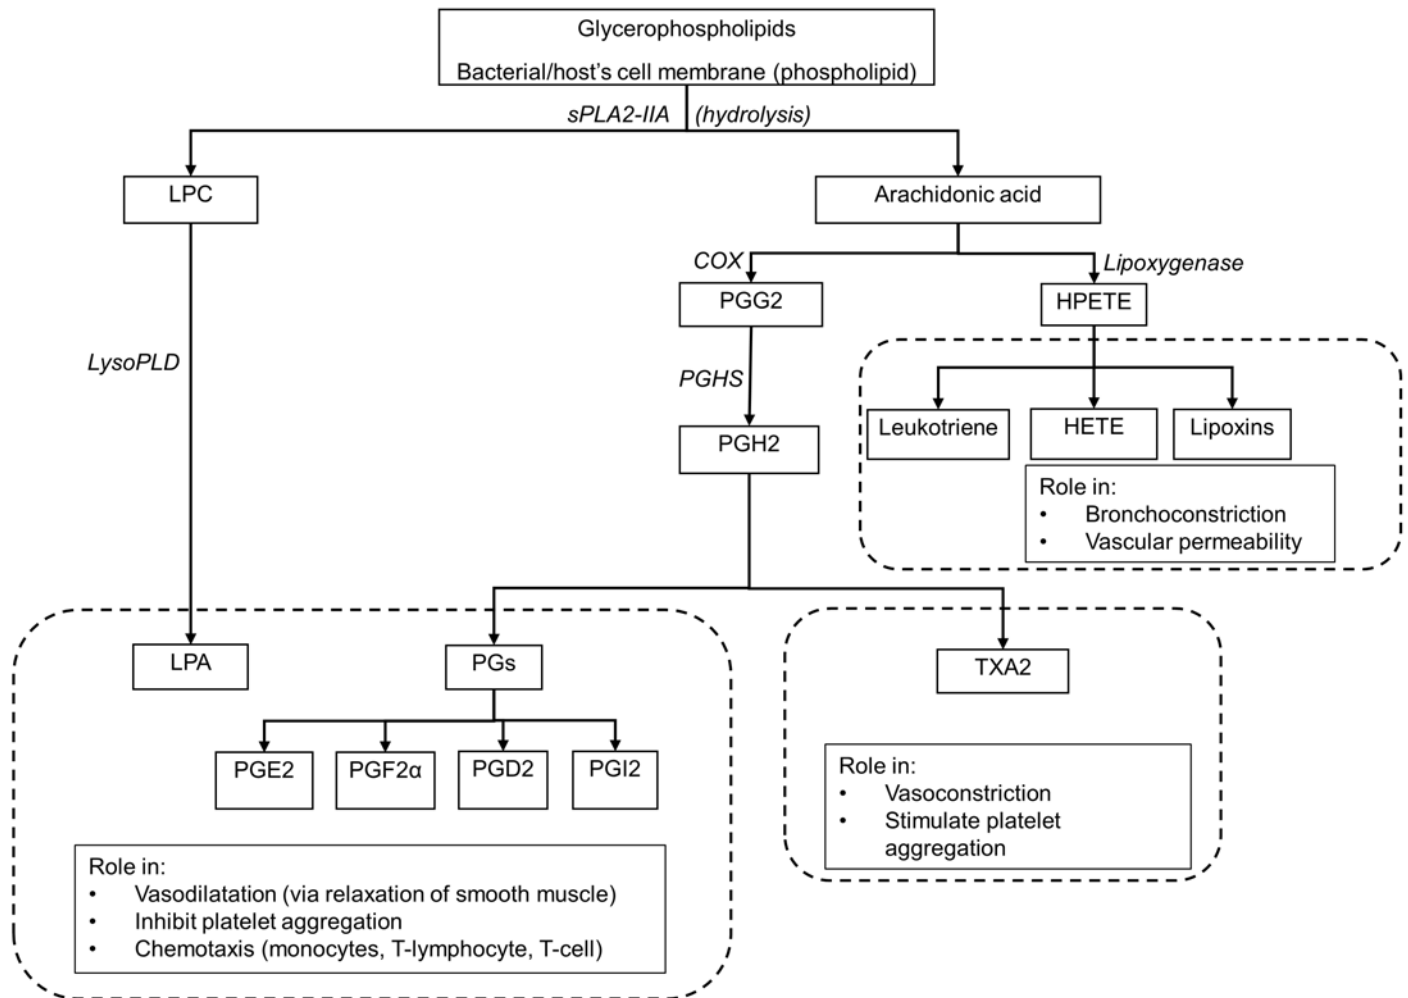 Glycerophospholipids
Bacterial/host's cell membrane (phospholipid)
sPLA2-IIA (hydrolysis)
LPC
Arachidonic acid
COX
Lipoxygenase
PGG2
HPETE
LysoPLD
PGHS
Leukotriene
HETE
Lipoxins
PGH2
Role in:
• Bronchoconstriction
• Vascular permeability
LPA
PGs
TXA2
PGE2
PGF2α
PGD2
PGI2
Role in:
• Vasoconstriction
• Stimulate platelet
aggregation
Role in:
• Vasodilatation (via relaxation of smooth muscle)
• Inhibit platelet aggregation
• Chemotaxis (monocytes, T-lymphocyte, T-cell)